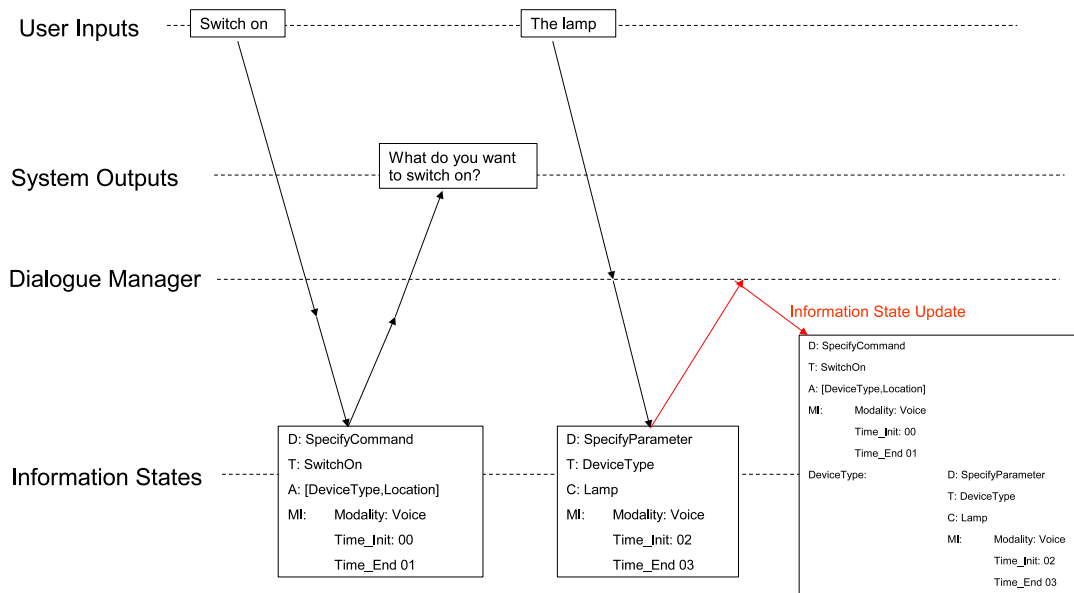 User Inputs
Switch on
The lamp
System Outputs
What do you want
to switch on?
Dialogue Manager
Information State Update
Information States
D: SpecifyCommand
T: SwitchOn
A: [DeviceType,Location]
MI: Modality: Voice
Time_Init: 00
Time_End 01
D: SpecifyParameter
T: DeviceType
C: Lamp
MI: Modality: Voice
Time_Init: 02
Time_End 03
D: SpecifyCommand
T: SwitchOn
A: [DeviceType,Location]
MI: Modality: Voice
Time_Init: 00
Time_End 01
DeviceType: D: SpecifyParameter
T: DeviceType
C: Lamp
MI: Modality: Voice
Time_Init: 02
Time_End 03